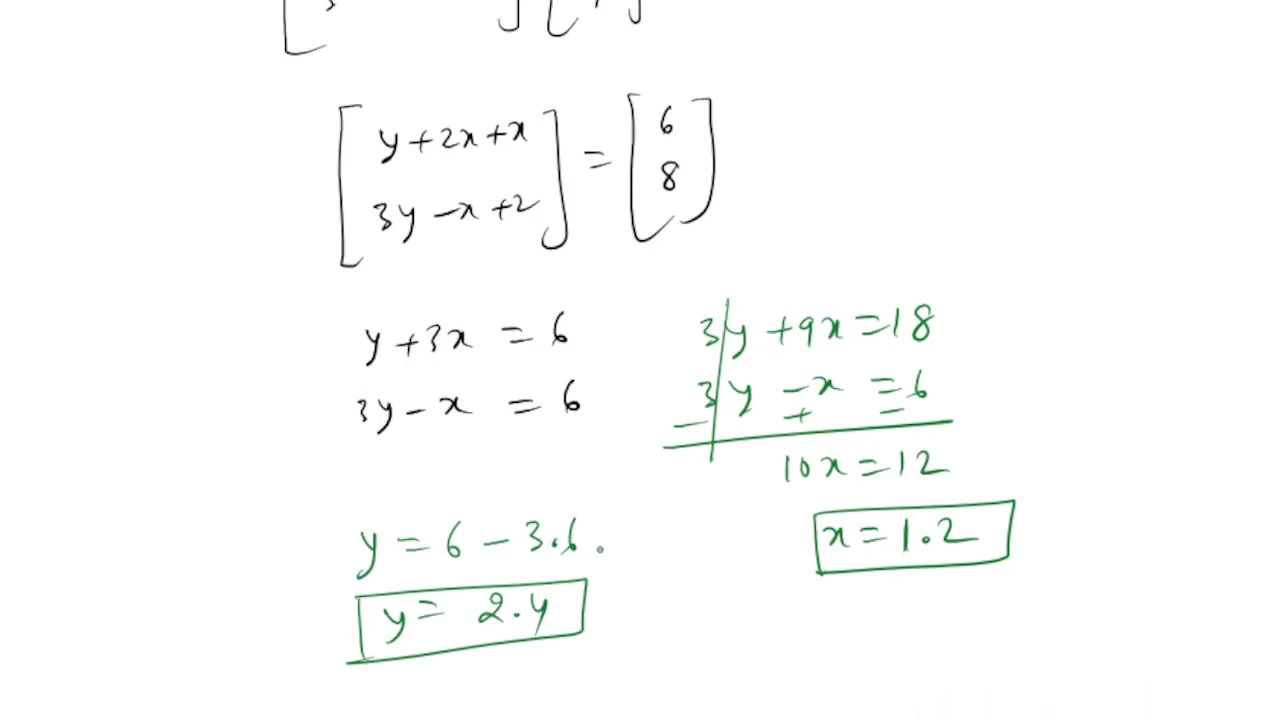 y+2x+x = 6
3y-x+2 8
y+3x = 6
3y-x = 6
3y+9x=18
3y -x =6
- + -
10x=12
x=1.2
y=6-3.6
y= 2.4